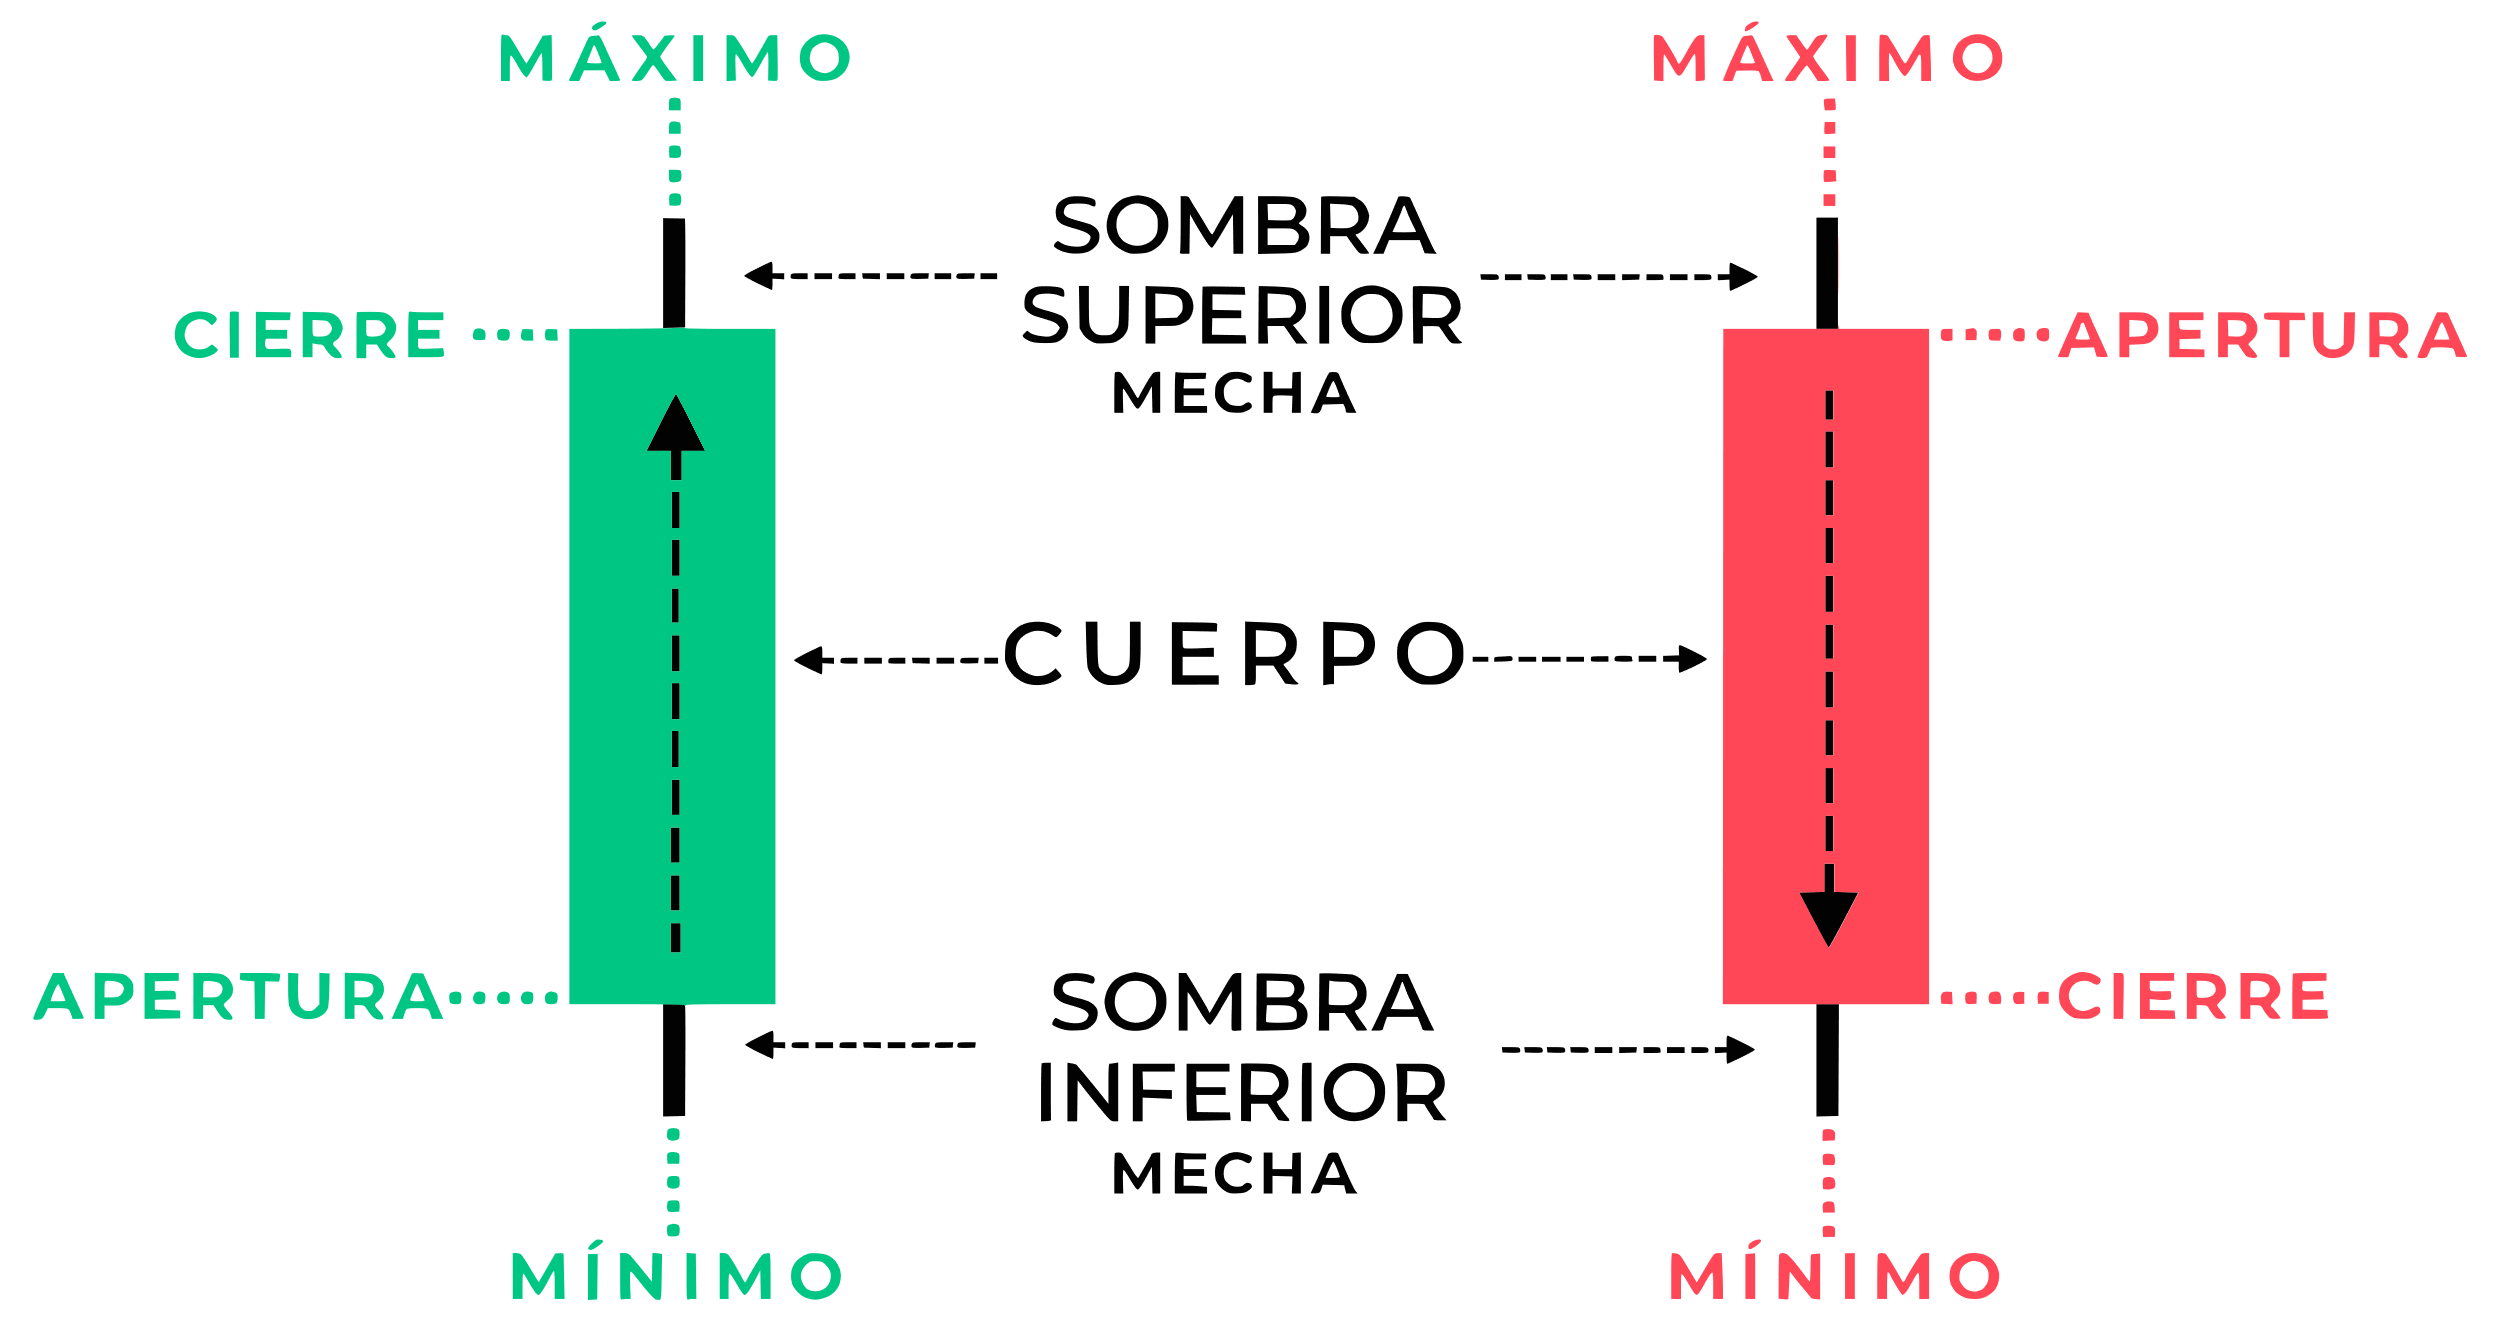 MÁXIMO
MÁXIMO
SOMBRA
SUPERIOR
MECHA
CIERRE
APERTURA
CUERPO
APERTURA
CIERRE
SOMBRA
INFERIOR
MECHA
MÍNIMO
MÍNIMO